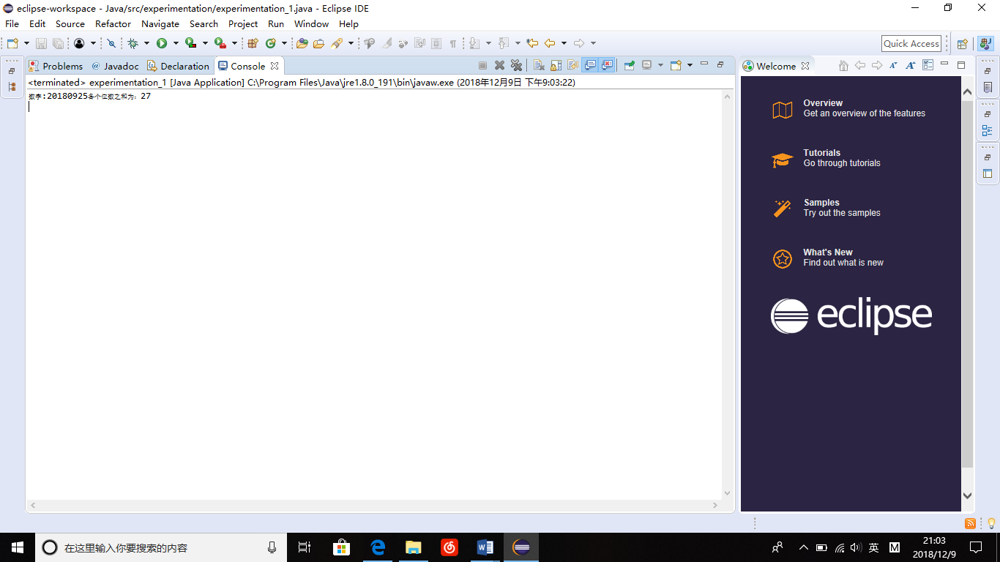 eclipse-workspace - Java/src/experimentation/experimentation_1.java - Eclipse IDE
File Edit Source Refactor Navigate Search Project Run Window Help
Quick Access
Problems @ Javadoc Declaration Console
Welcome
<terminated> experimentation_1 [Java Application] C:\Program Files\Java\jre1.8.0_191\bin\javaw.exe (2018年12月9日 下午9:03:22)
数字:20180925各个位数之和为：27
Overview
Get an overview of the features
Tutorials
Go through tutorials
Samples
Try out the samples
What's New
Find out what is new
eclipse
在这里输入你要搜索的内容
英
M
21:03
2018/12/9